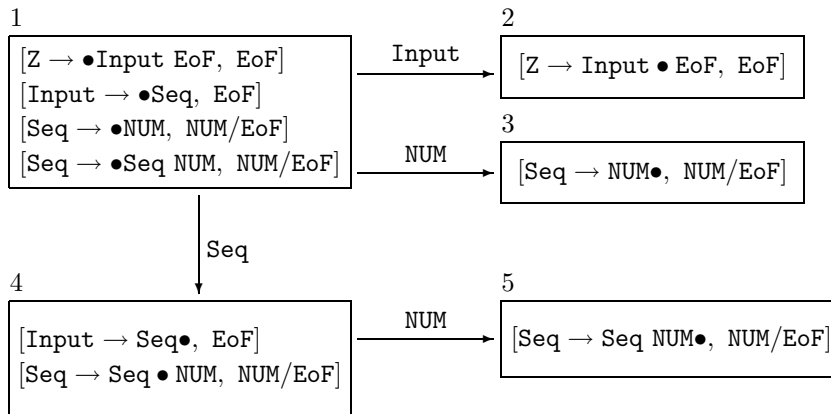 1
[Z → ●Input EoF, EoF]
[Input → ●Seq, EoF]
[Seq → ●NUM, NUM/EoF]
[Seq → ●Seq NUM, NUM/EoF]
Input
2
[Z → Input ● EoF, EoF]
NUM
3
[Seq → NUM●, NUM/EoF]
Seq
4
[Input → Seq●, EoF]
[Seq → Seq ● NUM, NUM/EoF]
NUM
5
[Seq → Seq NUM●, NUM/EoF]